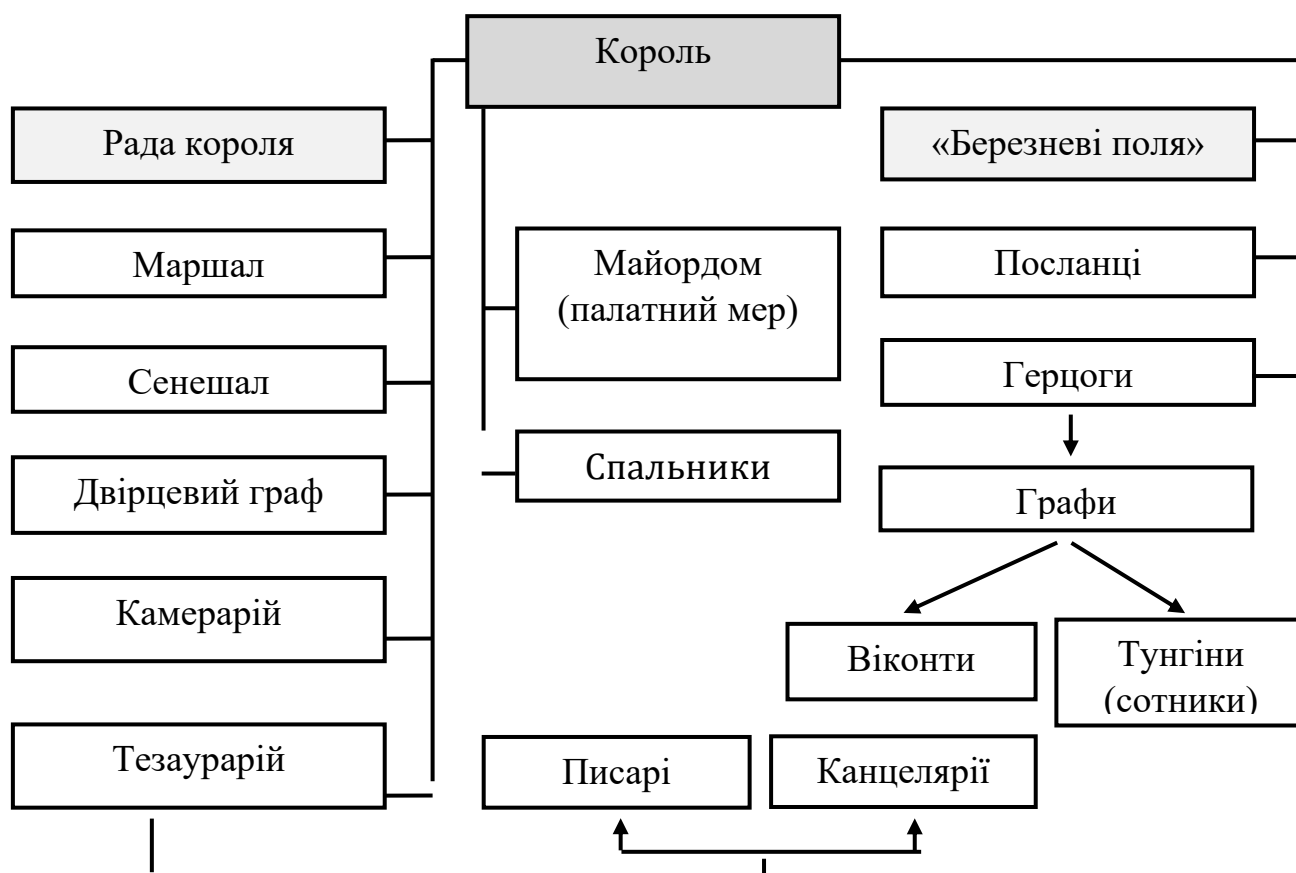 Король
Рада короля
«Березневі поля»
Маршал
Майордом
(палатний мер)
Посланці
Сенешал
Герцоги
Двірцевий граф
Спальники
Графи
Камерарій
Віконти
Тунгіни
(сотники)
Тезаурарій
Писарі
Канцелярії